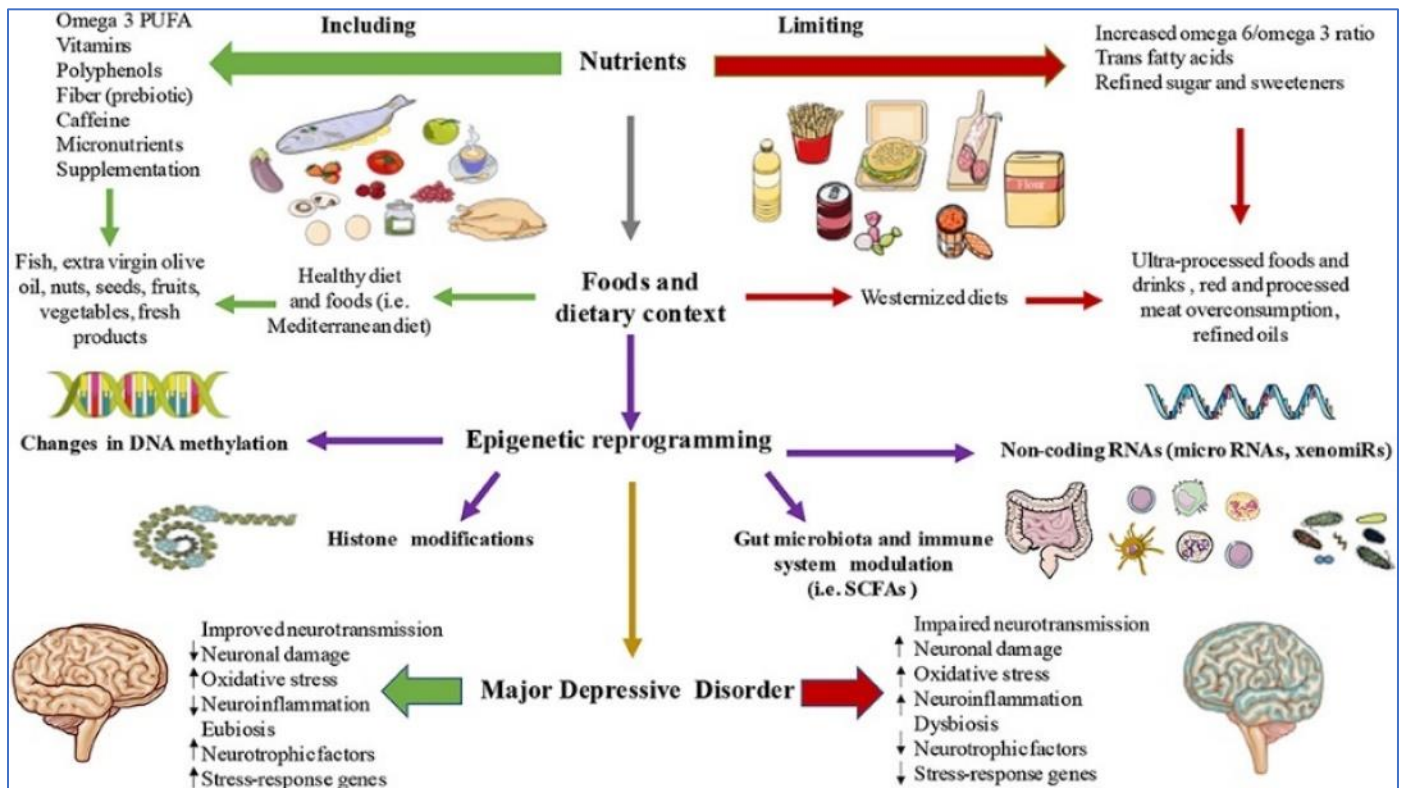 Omega 3 PUFA
Vitamins
Polyphenols
Fiber (prebiotic)
Caffeine
Micronutrients
Supplementation
Including
Nutrients
Limiting
Increased omega 6/omega 3 ratio
Trans fatty acids
Refined sugar and sweeteners
Flour
Fish, extra virgin olive
oil, nuts, seeds, fruits,
vegetables, fresh
products
Healthy diet
and foods (i.e.
Mediterranean diet)
Foods and
dietary context
Westernized diets
Ultra-processed foods and
drinks , red and processed
meat overconsumption,
refined oils
Changes in DNA methylation
Epigenetic reprogramming
Non-coding RNAs (micro RNAs, xenomiRs)
Histone modifications
Gut microbiota and immune
system modulation
(i.e. SCFAs )
Improved neurotransmission
↓Neuronal damage
↑Oxidative stress
↓Neuroinflammation
Eubiosis
↑Neurotrophic factors
↑Stress-response genes
Major Depressive Disorder
Impaired neurotransmission
↑ Neuronal damage
↑ Oxidative stress
↑ Neuroinflammation
Dysbiosis
↓ Neurotrophic factors
↓ Stress-response genes